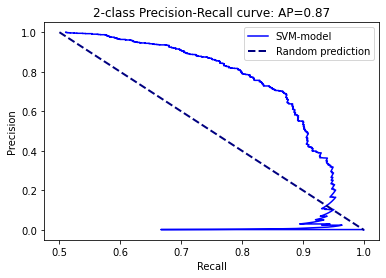 2-class Precision-Recall curve: AP=0.87
SVM-model
Random prediction
Precision
1.0
0.8
0.6
0.4
0.2
0.0
0.5 0.6 0.7 0.8 0.9 1.0
Recall